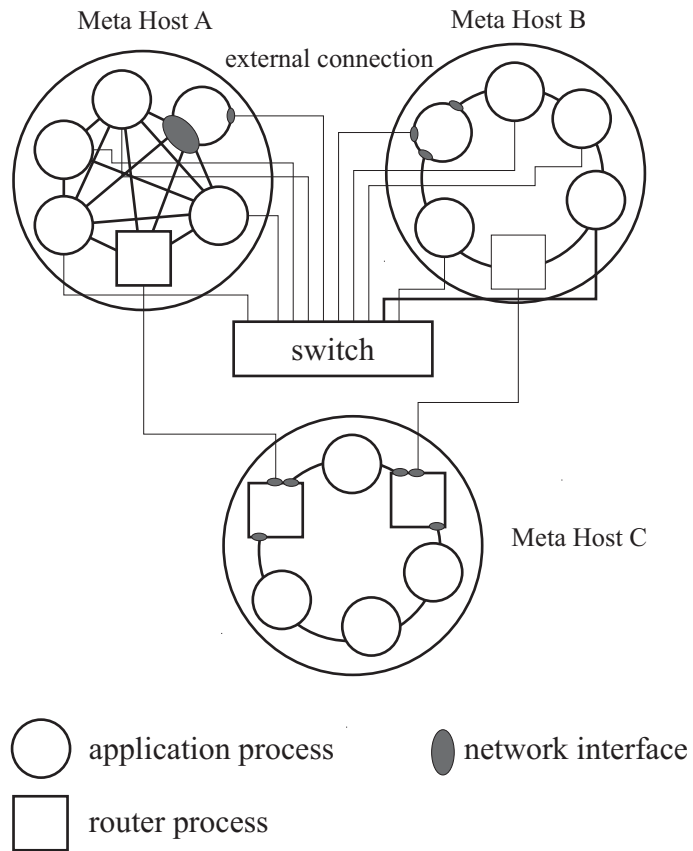 Meta Host A
Meta Host B
external connection
switch
Meta Host C
application process
network interface
router process